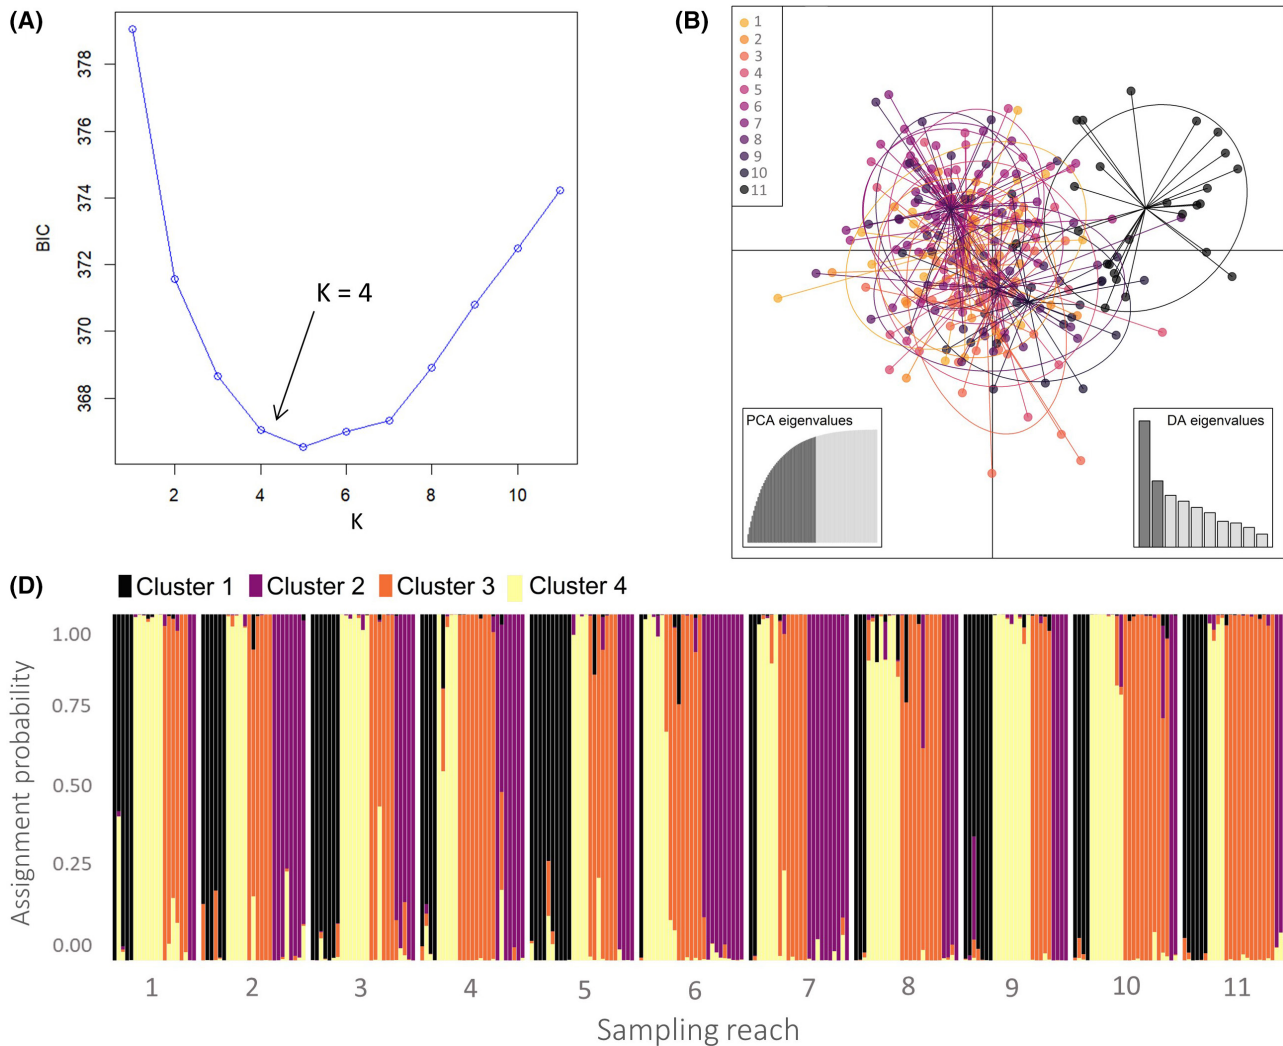 (A)
378
376
374
372
370
368
BIC
K = 4
2
4
6
8
10
K
(B)
1
2
3
4
5
6
7
8
9
10
11
PCA eigenvalues
DA eigenvalues
(D)
Cluster 1
Cluster 2
Cluster 3
Cluster 4
1.00
0.75
0.50
0.25
0.00
Assignment probability
1 2 3 4 5 6 7 8 9 10 11
Sampling reach